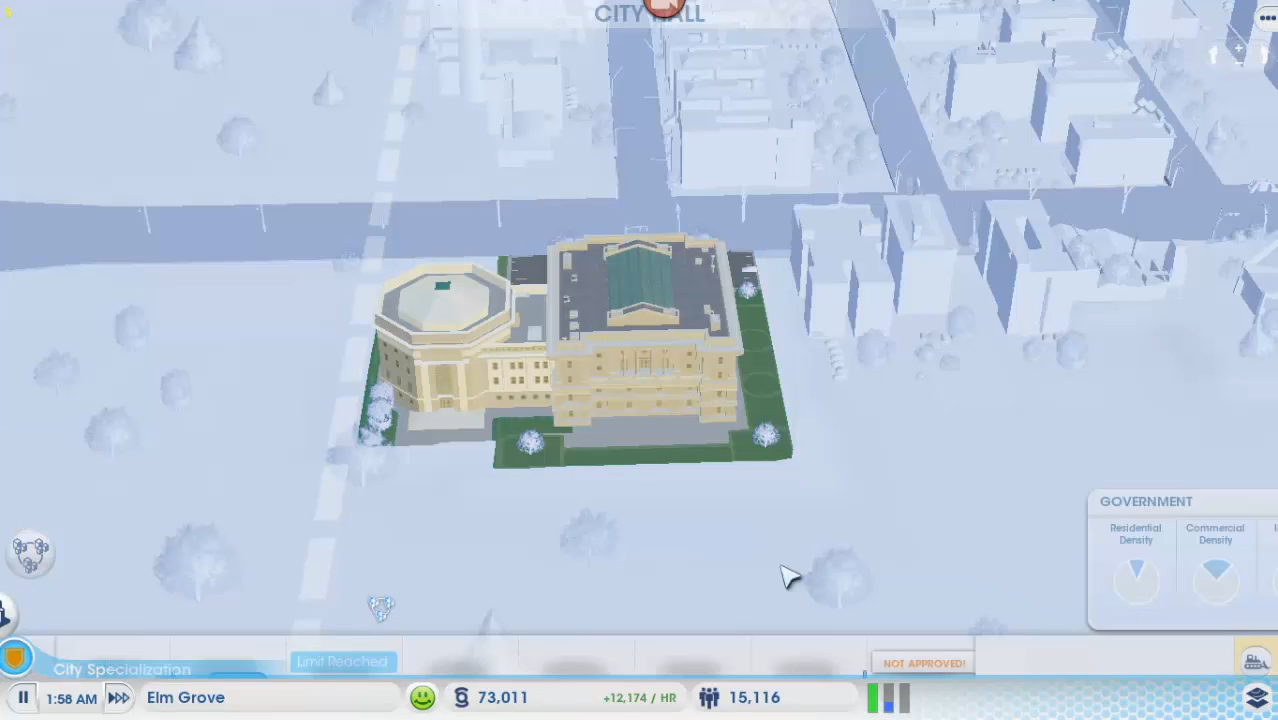 CITY HALL
GOVERNMENT
Residential Density
Commercial Density
City Specialization
Limit Reached
NOT APPROVED!
1:58 AM
Elm Grove
73,011
+12,174 / HR
15,116